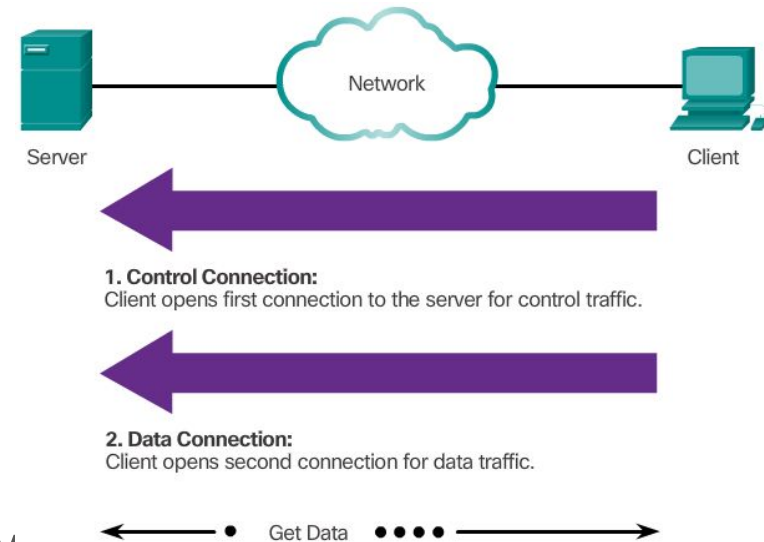 Network
Server
Client
1. Control Connection:
Client opens first connection to the server for control traffic.
2. Data Connection:
Client opens second connection for data traffic.
Get Data